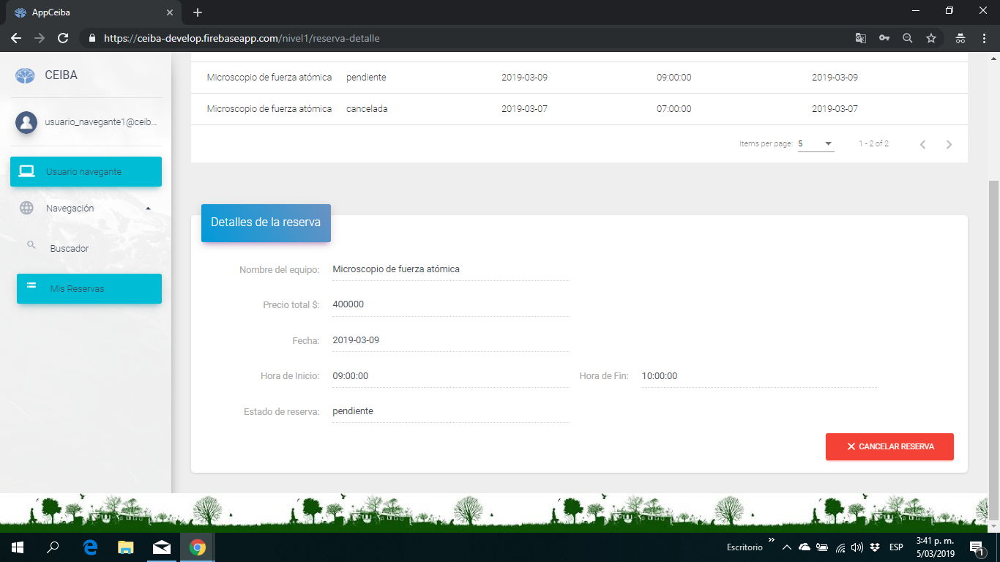 AppCeiba
https://ceiba-develop.firebaseapp.com/nivel1/reserva-detalle
CEIBA
usuario_navegante1@ceib...
Usuario navegante
Navegación
Buscador
Mis Reservas
Microscopio de fuerza atómica pendiente 2019-03-09 09:00:00 2019-03-09
Microscopio de fuerza atómica cancelada 2019-03-07 07:00:00 2019-03-07
Items per page: 5 1 - 2 of 2
Detalles de la reserva
Nombre del equipo: Microscopio de fuerza atómica
Precio total $: 400000
Fecha: 2019-03-09
Hora de Inicio: 09:00:00 Hora de Fin: 10:00:00
Estado de reserva: pendiente
CANCELAR RESERVA
Escritorio
ESP
3:41 p. m.
5/03/2019
1